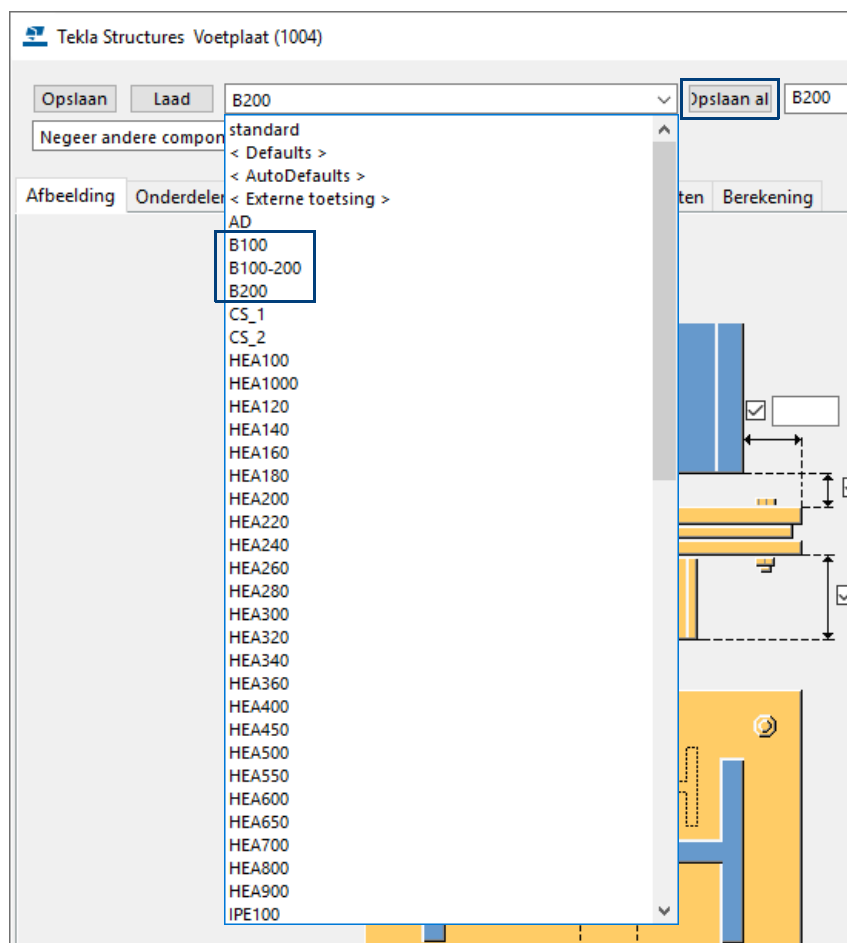 Tekla Structures Voetplaat (1004)
Opslaan Laad B200 Opslaan al B200
Negeer andere compon
standard
< Defaults >
< AutoDefaults >
< Externe toetsing >
Afbeelding Onderdeler ten Berekening
AD
B100
B100-200
B200
CS_1
CS_2
HEA100
HEA1000
HEA120
HEA140
HEA160
HEA180
HEA200
HEA220
HEA240
HEA260
HEA280
HEA300
HEA320
HEA340
HEA360
HEA400
HEA450
HEA500
HEA550
HEA600
HEA650
HEA700
HEA800
HEA900
IPE100